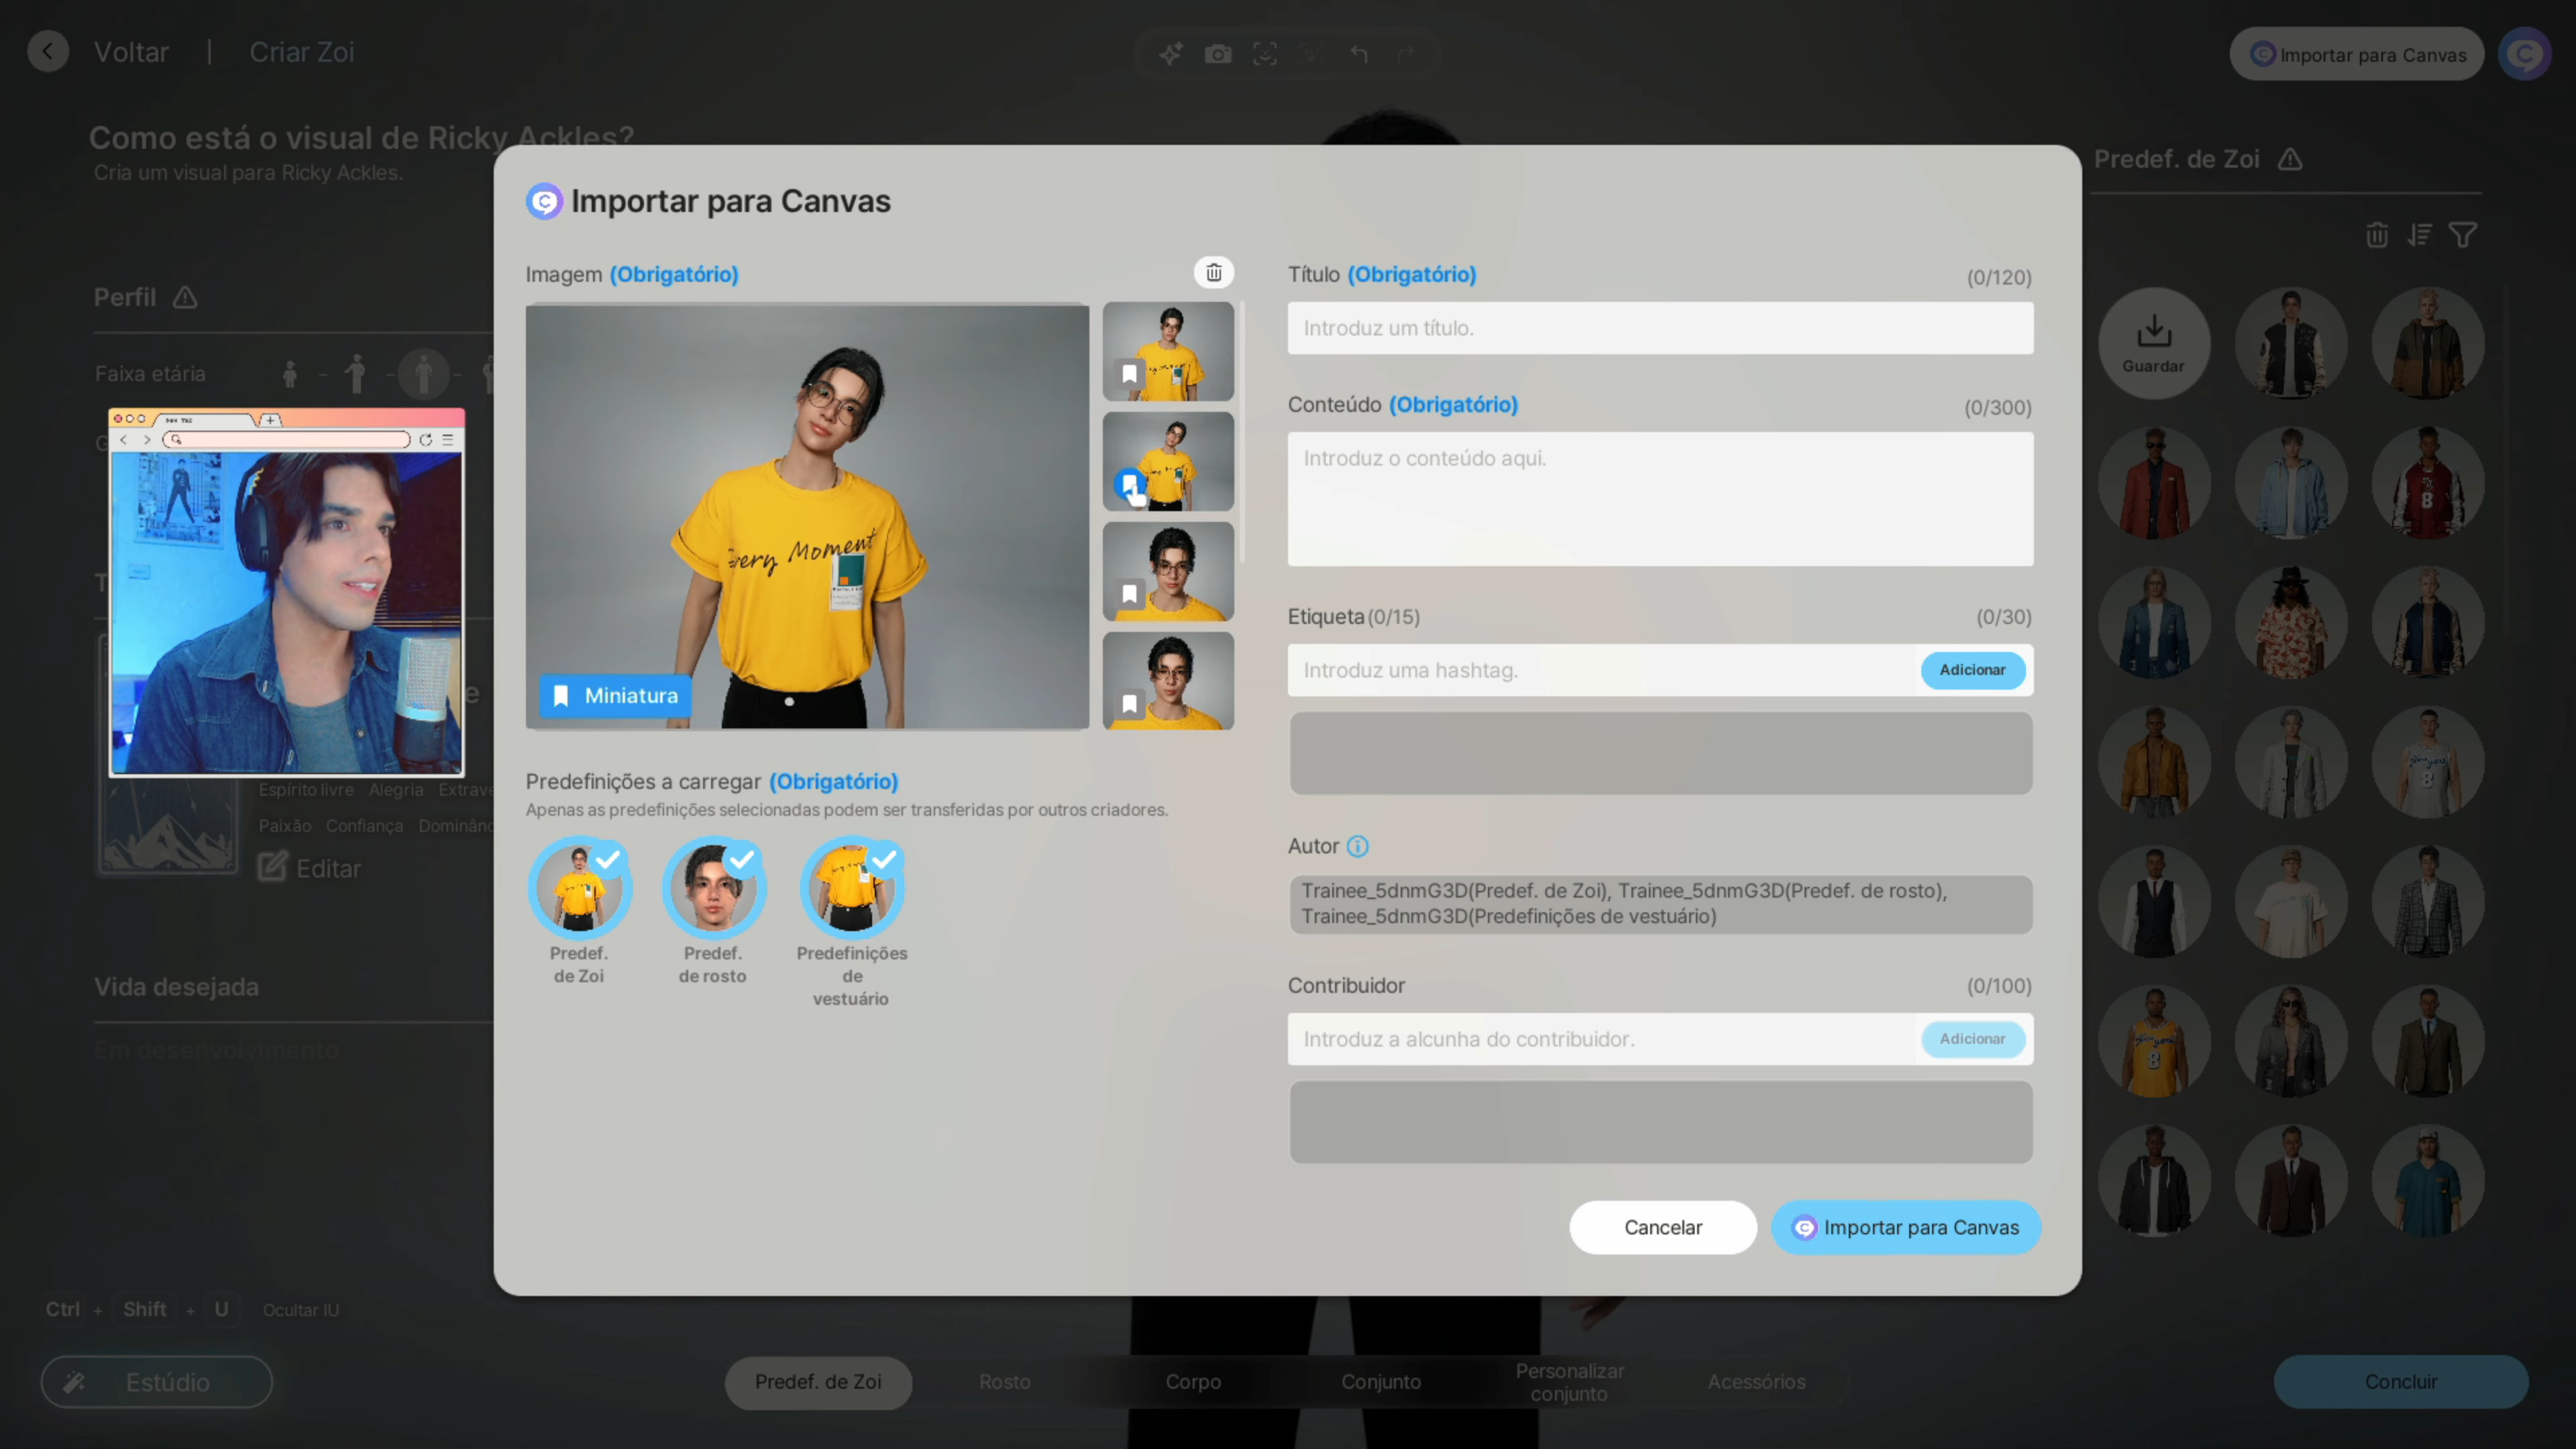 Voltar | Criar Zoi
Importar para Canvas
Como está o visual de Ricky Ackles?
Cria um visual para Ricky Ackles.
Perfil
Faixa etária
Espírito livre Alegria
Paixão Confiança
Editar
Vida desejada
Em desenvolvimento
Ctrl + Shift + U Ocultar IU
Estúdio
Importar para Canvas
Imagem (Obrigatório)
Every Moment
Miniatura
Predefinições a carregar (Obrigatório)
Apenas as predefinições selecionadas podem ser transferidas por outros criadores.
Predef.
de Zoi
Predef.
de rosto
Predefinições
de
vestuário
Título (Obrigatório)
(0/120)
Introduz um título.
Conteúdo (Obrigatório)
(0/300)
Introduz o conteúdo aqui.
Etiqueta (0/15)
(0/30)
Introduz uma hashtag.
Adicionar
Autor
Trainee_5dnmG3D(Predef. de Zoi), Trainee_5dnmG3D(Predef. de rosto),
Trainee_5dnmG3D(Predefinições de vestuário)
Contribuidor
(0/100)
Introduz a alcunha do contribuidor.
Adicionar
Cancelar
Importar para Canvas
Predef. de Zoi
Guardar
8
8
8
Predef. de Zoi
Rosto
Corpo
Conjunto
Personalizar
conjunto
Acessórios
Concluir